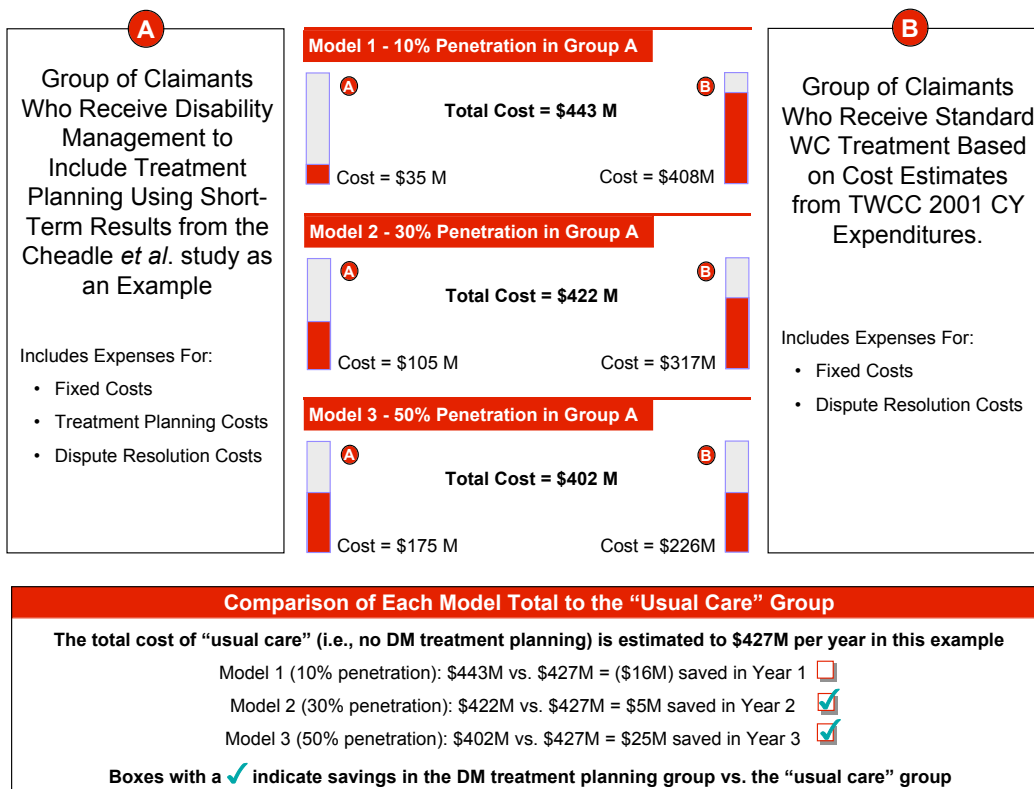 A
Group of Claimants
Who Receive Disability
Management to
Include Treatment
Planning Using Short-
Term Results from the
Cheadle et al. study as
an Example
Includes Expenses For:
• Fixed Costs
• Treatment Planning Costs
• Dispute Resolution Costs
Model 1 - 10% Penetration in Group A
A
B
Total Cost = $443 M
Cost = $35 M
Cost = $408M
Model 2 - 30% Penetration in Group A
A
B
Total Cost = $422 M
Cost = $105 M
Cost = $317M
Model 3 - 50% Penetration in Group A
A
B
Total Cost = $402 M
Cost = $175 M
Cost = $226M
B
Group of Claimants
Who Receive Standard
WC Treatment Based
on Cost Estimates
from TWCC 2001 CY
Expenditures.
Includes Expenses For:
• Fixed Costs
• Dispute Resolution Costs
Comparison of Each Model Total to the “Usual Care” Group
The total cost of “usual care” (i.e., no DM treatment planning) is estimated to $427M per year in this example
Model 1 (10% penetration): $443M vs. $427M = ($16M) saved in Year 1
Model 2 (30% penetration): $422M vs. $427M = $5M saved in Year 2
Model 3 (50% penetration): $402M vs. $427M = $25M saved in Year 3
Boxes with a ✓ indicate savings in the DM treatment planning group vs. the “usual care” group